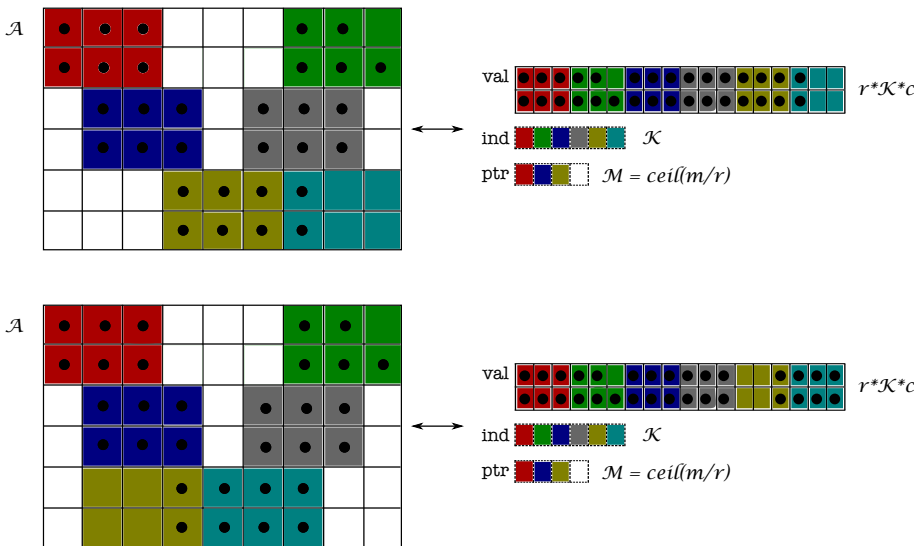 A
val r*K*c
ind K
ptr M = ceil(m/r)
A
val r*K*c
ind K
ptr M = ceil(m/r)